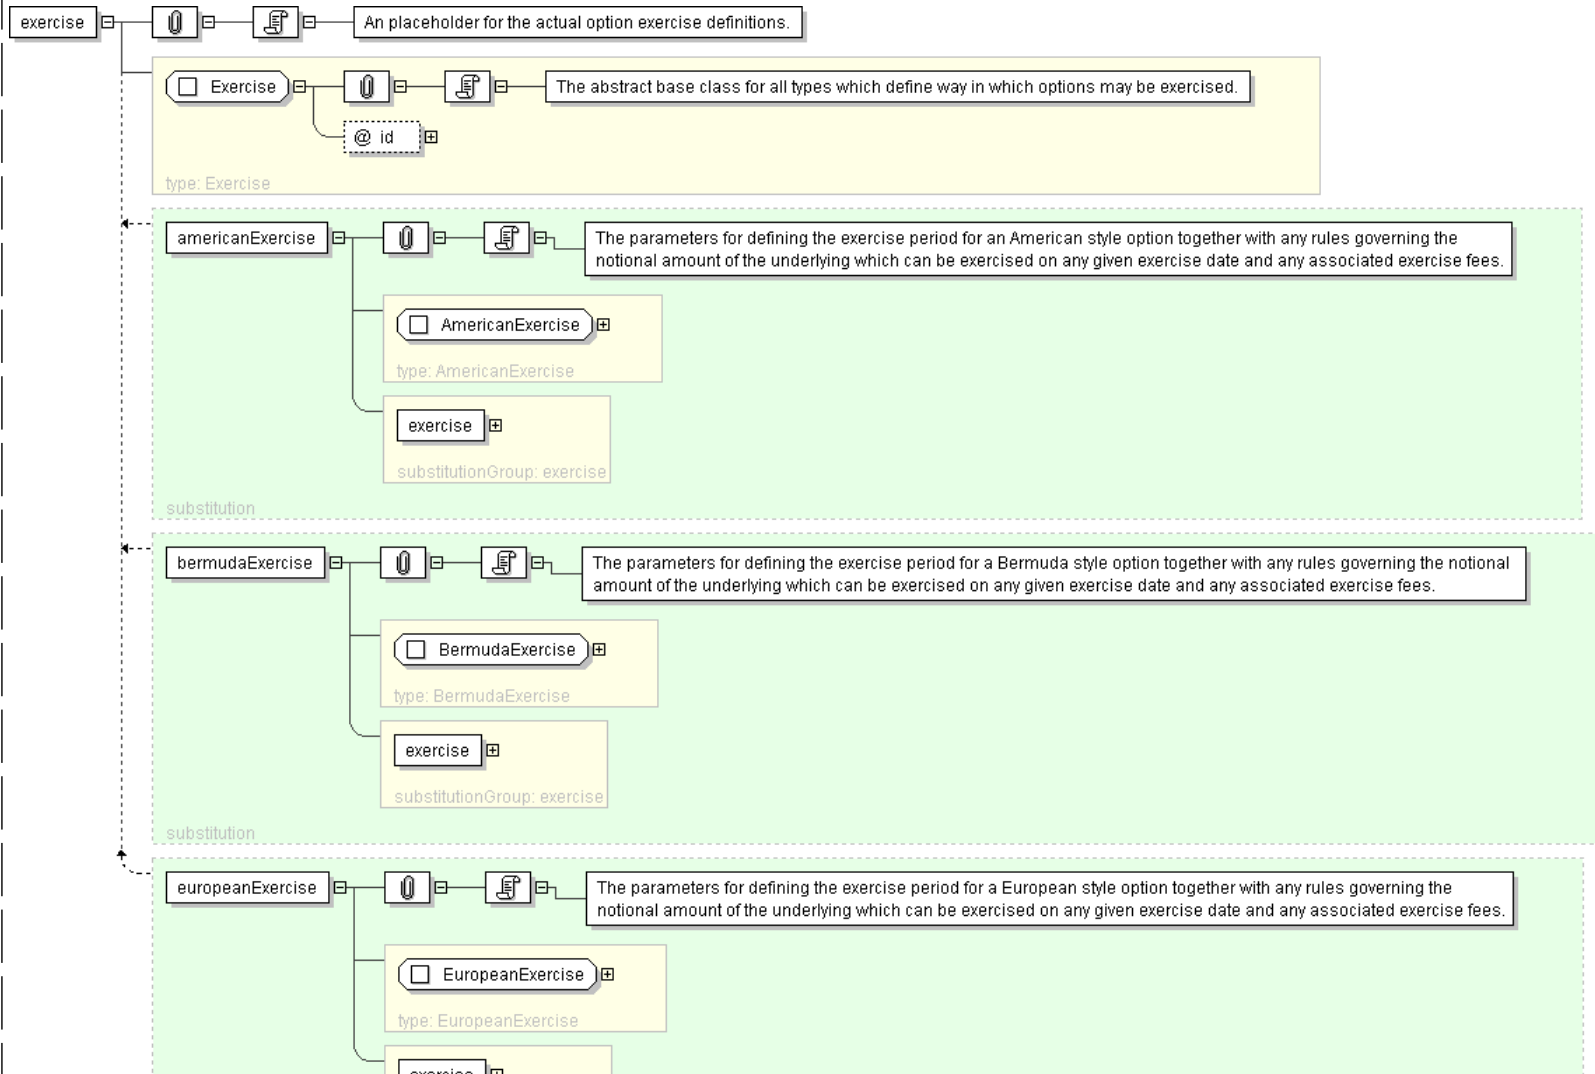 exercise
An placeholder for the actual option exercise definitions.
Exercise
The abstract base class for all types which define way in which options may be exercised.
@ id
type: Exercise
americanExercise
The parameters for defining the exercise period for an American style option together with any rules governing the
notional amount of the underlying which can be exercised on any given exercise date and any associated exercise fees.
AmericanExercise
type: AmericanExercise
exercise
substitutionGroup: exercise
substitution
bermudaExercise
The parameters for defining the exercise period for a Bermuda style option together with any rules governing the notional
amount of the underlying which can be exercised on any given exercise date and any associated exercise fees.
BermudaExercise
type: BermudaExercise
exercise
substitutionGroup: exercise
substitution
europeanExercise
The parameters for defining the exercise period for a European style option together with any rules governing the
notional amount of the underlying which can be exercised on any given exercise date and any associated exercise fees.
EuropeanExercise
type: EuropeanExercise
exercise